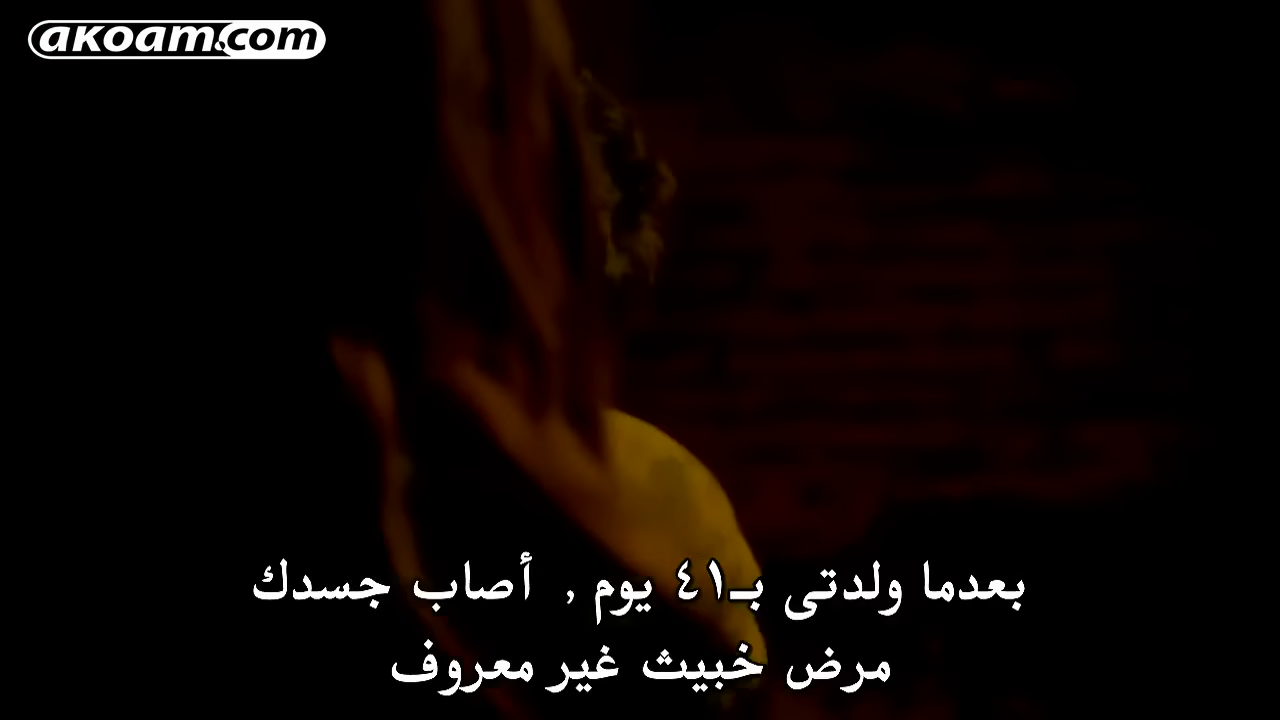 akoam.com
بعدما ولدتى بـ٤١ يوم , أصاب جسدك
مرض خبيث غير معروف